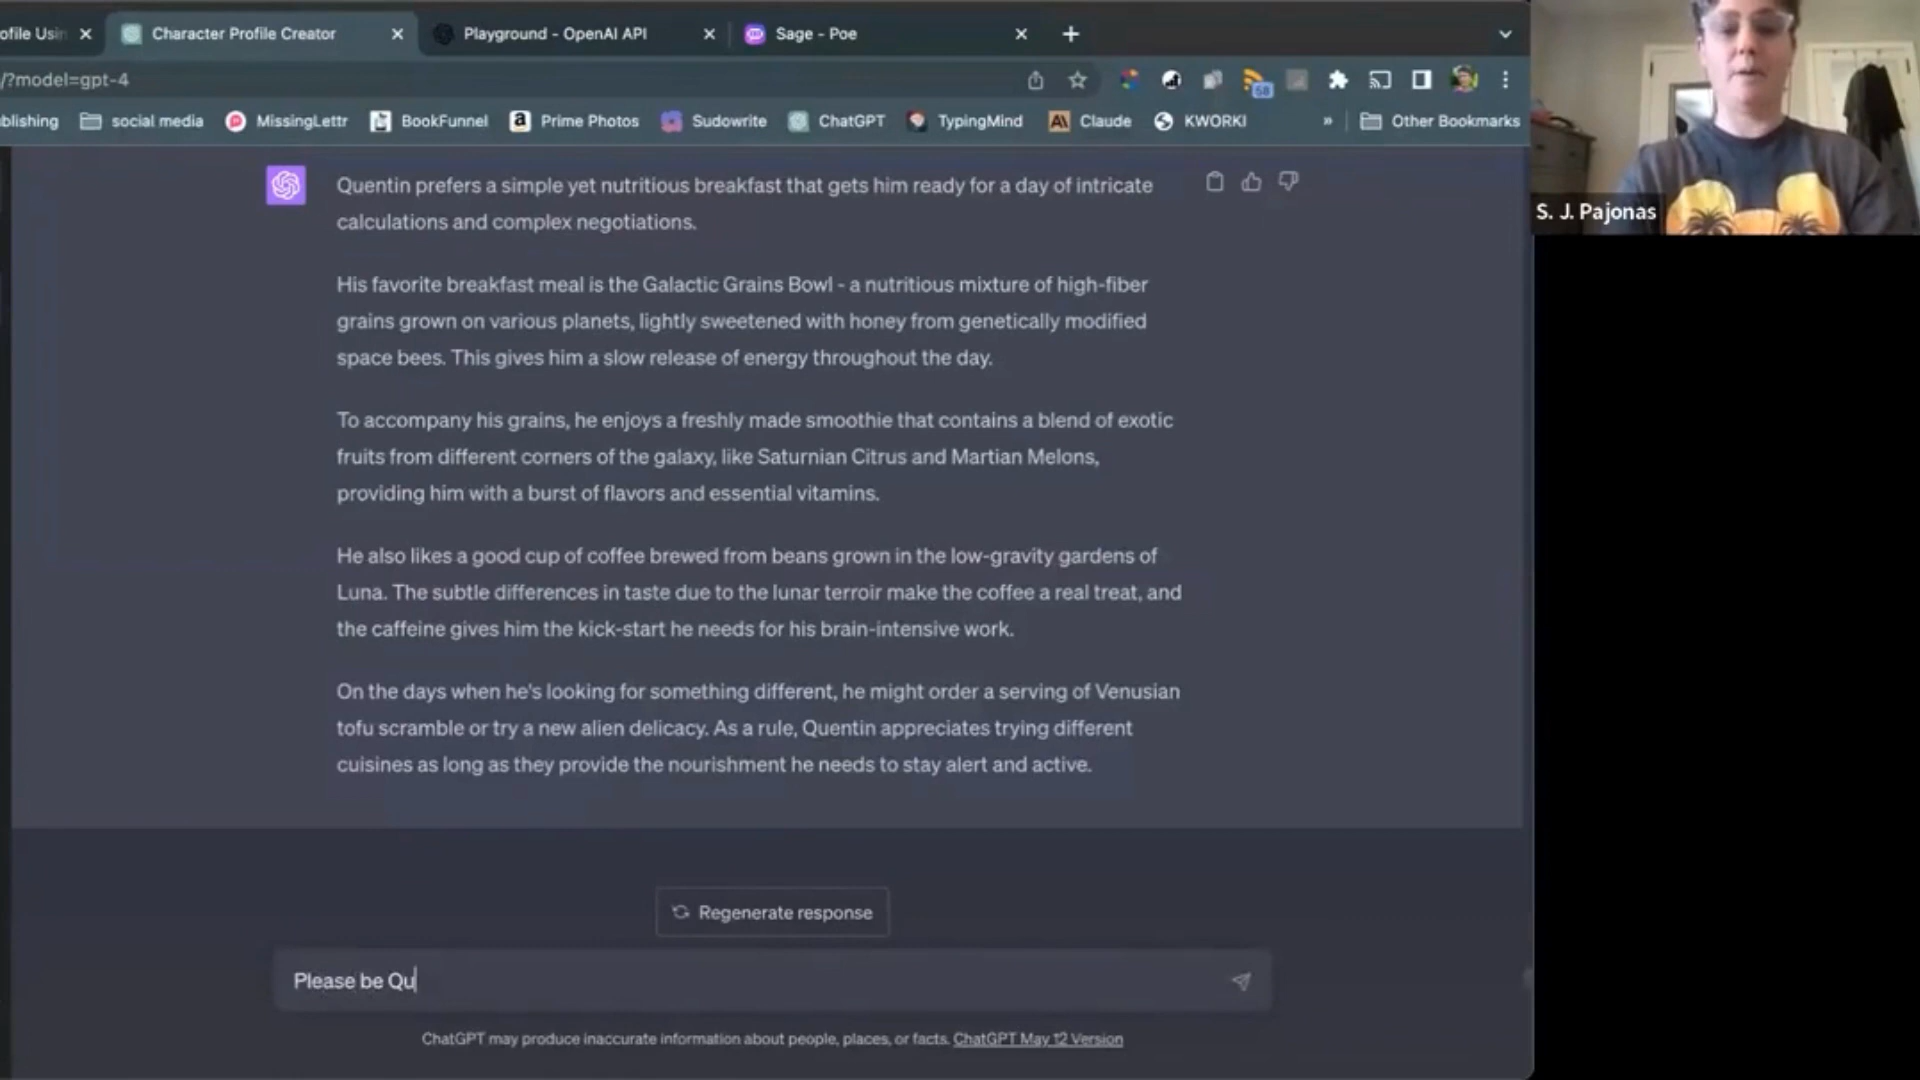 ofile Usin
Character Profile Creator
Playground - OpenAI API
Sage - Poe
/?model=gpt-4
58
blishing
social media
MissingLettr
BookFunnel
Prime Photos
Sudowrite
ChatGPT
TypingMind
Claude
KWORKI
»
Other Bookmarks
S. J. Pajonas
Quentin prefers a simple yet nutritious breakfast that gets him ready for a day of intricate
calculations and complex negotiations.
His favorite breakfast meal is the Galactic Grains Bowl - a nutritious mixture of high-fiber
grains grown on various planets, lightly sweetened with honey from genetically modified
space bees. This gives him a slow release of energy throughout the day.
To accompany his grains, he enjoys a freshly made smoothie that contains a blend of exotic
fruits from different corners of the galaxy, like Saturnian Citrus and Martian Melons,
providing him with a burst of flavors and essential vitamins.
He also likes a good cup of coffee brewed from beans grown in the low-gravity gardens of
Luna. The subtle differences in taste due to the lunar terroir make the coffee a real treat, and
the caffeine gives him the kick-start he needs for his brain-intensive work.
On the days when he's looking for something different, he might order a serving of Venusian
tofu scramble or try a new alien delicacy. As a rule, Quentin appreciates trying different
cuisines as long as they provide the nourishment he needs to stay alert and active.
Regenerate response
Please be Qu
ChatGPT may produce inaccurate information about people, places, or facts. ChatGPT May 12 Version